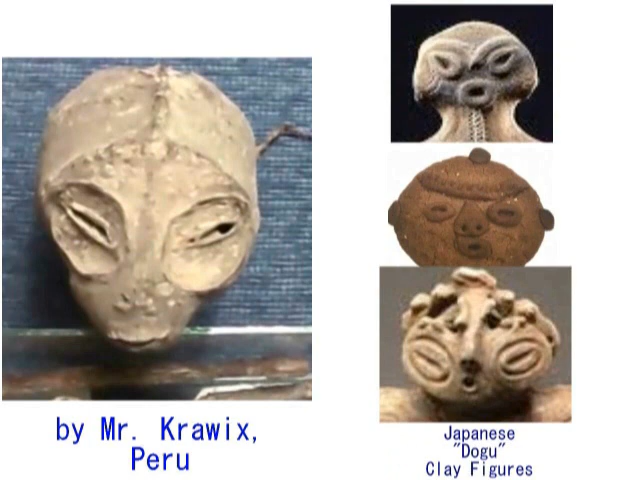 by Mr. Krawix,
Peru
Japanese
"Dogu"
Clay Figures